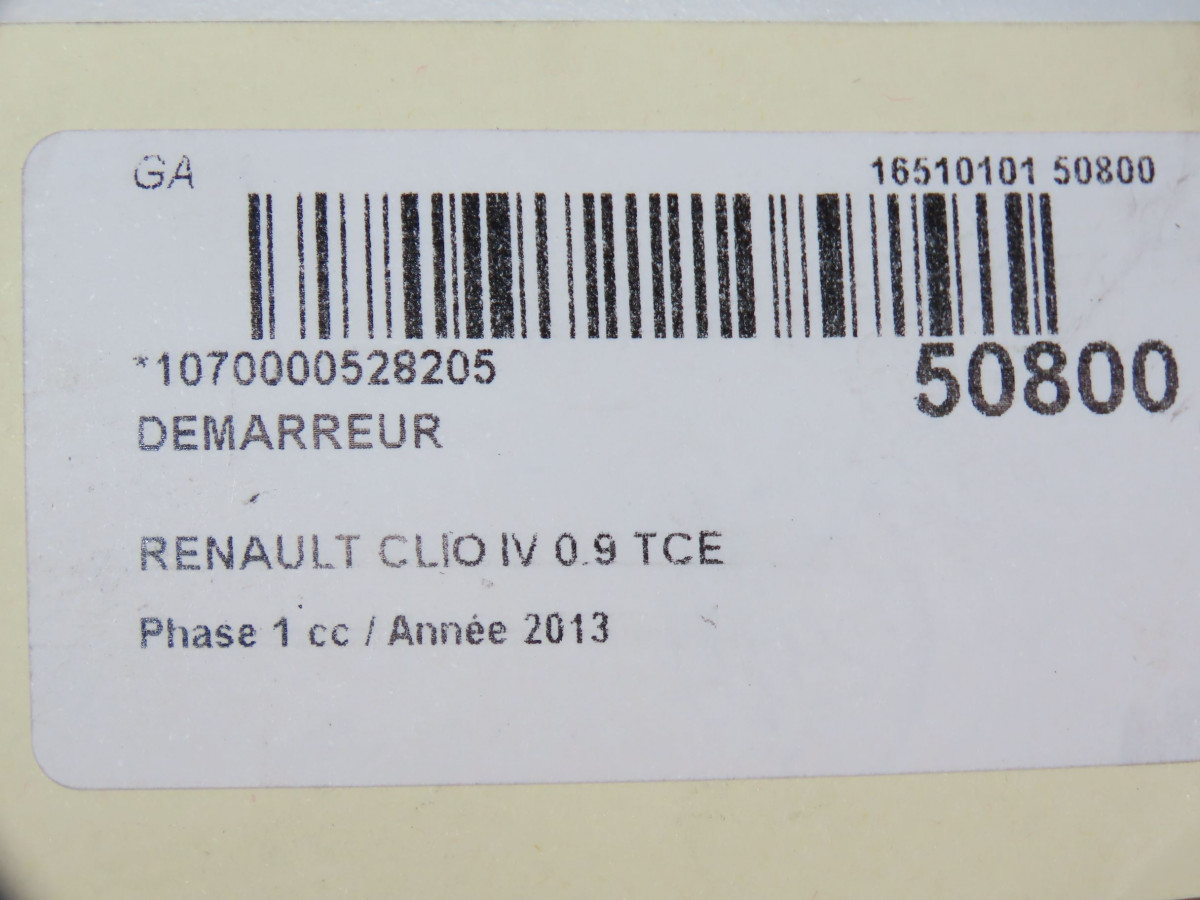 GA
16510101 50800
*1070000528205
50800
DEMARREUR
RENAULT CLIO IV 0.9 TCE
Phase 1 cc / Année 2013